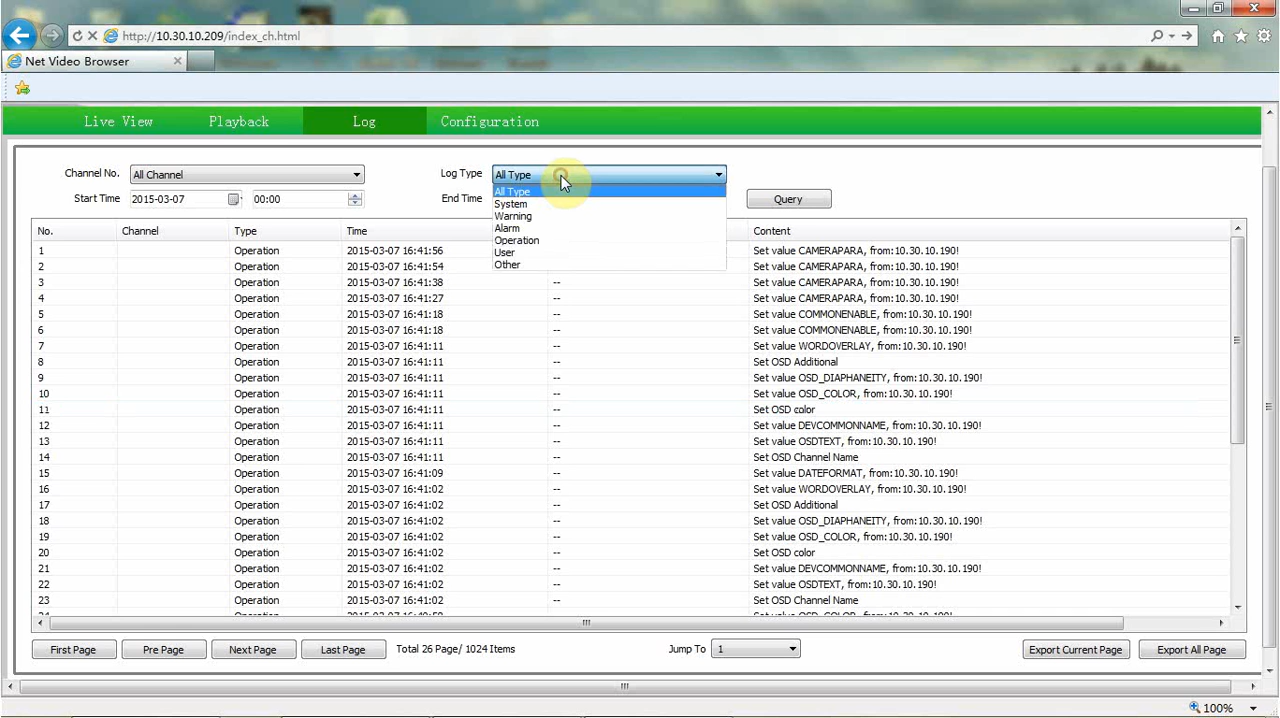 http://10.30.10.209/index_ch.html
Net Video Browser
Live View Playback Log Configuration
Channel No. All Channel Log Type All Type
Start Time 2015-03-07 00:00 End Time Query
All Type
System
Warning
Alarm
Operation
User
Other
No. Channel Type Time Content
1 Operation 2015-03-07 16:41:56 Set value CAMERAPARA, from:10.30.10.190!
2 Operation 2015-03-07 16:41:54 Set value CAMERAPARA, from:10.30.10.190!
3 Operation 2015-03-07 16:41:38 -- Set value CAMERAPARA, from:10.30.10.190!
4 Operation 2015-03-07 16:41:27 -- Set value CAMERAPARA, from:10.30.10.190!
5 Operation 2015-03-07 16:41:18 -- Set value COMMONENABLE, from:10.30.10.190!
6 Operation 2015-03-07 16:41:18 -- Set value COMMONENABLE, from:10.30.10.190!
7 Operation 2015-03-07 16:41:11 -- Set value WORDOVERLAY, from:10.30.10.190!
8 Operation 2015-03-07 16:41:11 -- Set OSD Additional
9 Operation 2015-03-07 16:41:11 -- Set value OSD_DIAPHANEITY, from:10.30.10.190!
10 Operation 2015-03-07 16:41:11 -- Set value OSD_COLOR, from:10.30.10.190!
11 Operation 2015-03-07 16:41:11 -- Set OSD color
12 Operation 2015-03-07 16:41:11 -- Set value DEVCOMMONNAME, from:10.30.10.190!
13 Operation 2015-03-07 16:41:11 -- Set value OSDTEXT, from:10.30.10.190!
14 Operation 2015-03-07 16:41:11 -- Set OSD Channel Name
15 Operation 2015-03-07 16:41:09 -- Set value DATEFORMAT, from:10.30.10.190!
16 Operation 2015-03-07 16:41:02 -- Set value WORDOVERLAY, from:10.30.10.190!
17 Operation 2015-03-07 16:41:02 -- Set OSD Additional
18 Operation 2015-03-07 16:41:02 -- Set value OSD_DIAPHANEITY, from:10.30.10.190!
19 Operation 2015-03-07 16:41:02 -- Set value OSD_COLOR, from:10.30.10.190!
20 Operation 2015-03-07 16:41:02 -- Set OSD color
21 Operation 2015-03-07 16:41:02 -- Set value DEVCOMMONNAME, from:10.30.10.190!
22 Operation 2015-03-07 16:41:02 -- Set value OSDTEXT, from:10.30.10.190!
23 Operation 2015-03-07 16:41:02 -- Set OSD Channel Name
First Page Pre Page Next Page Last Page Total 26 Page/ 1024 Items Jump To 1 Export Current Page Export All Page
100%